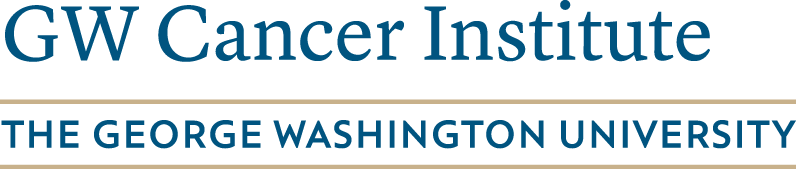 GW Cancer Institute
THE GEORGE WASHINGTON UNIVERSITY